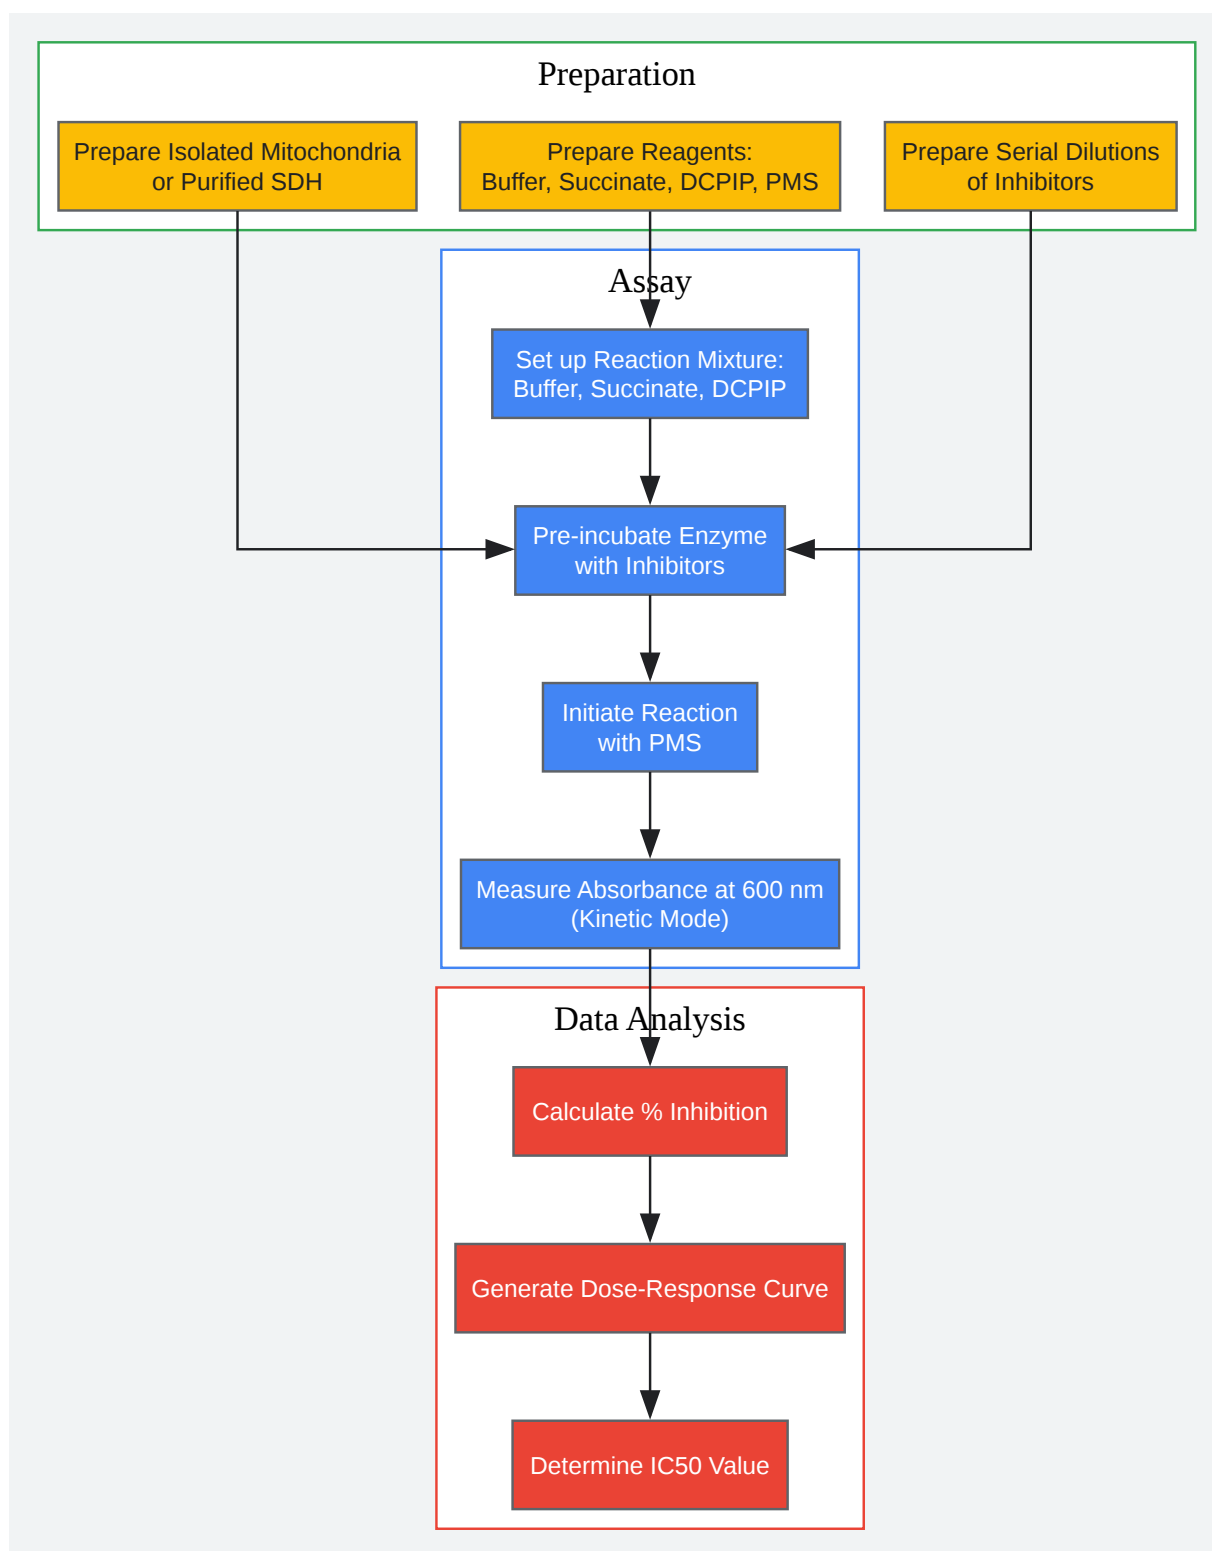 Preparation
Prepare Isolated Mitochondria
or Purified SDH
Prepare Reagents:
Buffer, Succinate, DCPIP, PMS
Prepare Serial Dilutions
of Inhibitors
Assay
Set up Reaction Mixture:
Buffer, Succinate, DCPIP
Pre-incubate Enzyme
with Inhibitors
Initiate Reaction
with PMS
Measure Absorbance at 600 nm
(Kinetic Mode)
Data Analysis
Calculate % Inhibition
Generate Dose-Response Curve
Determine IC50 Value